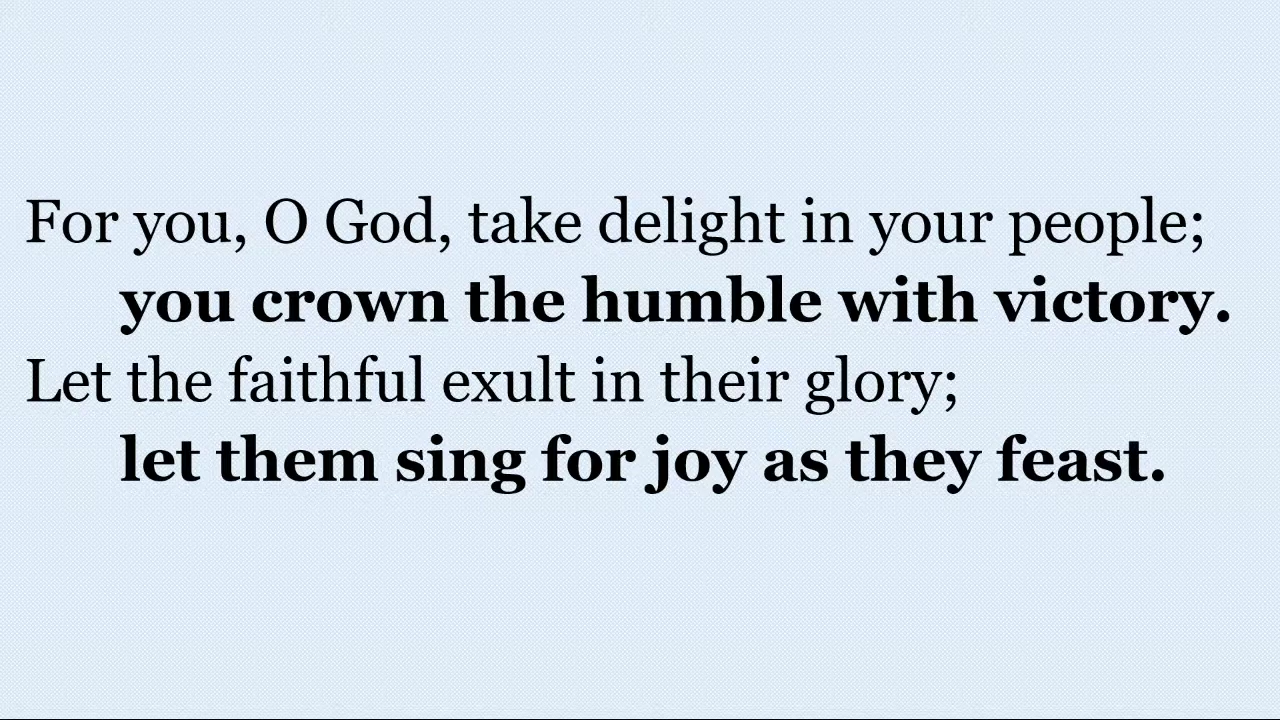 For you, O God, take delight in your people;
you crown the humble with victory.
Let the faithful exult in their glory;
let them sing for joy as they feast.